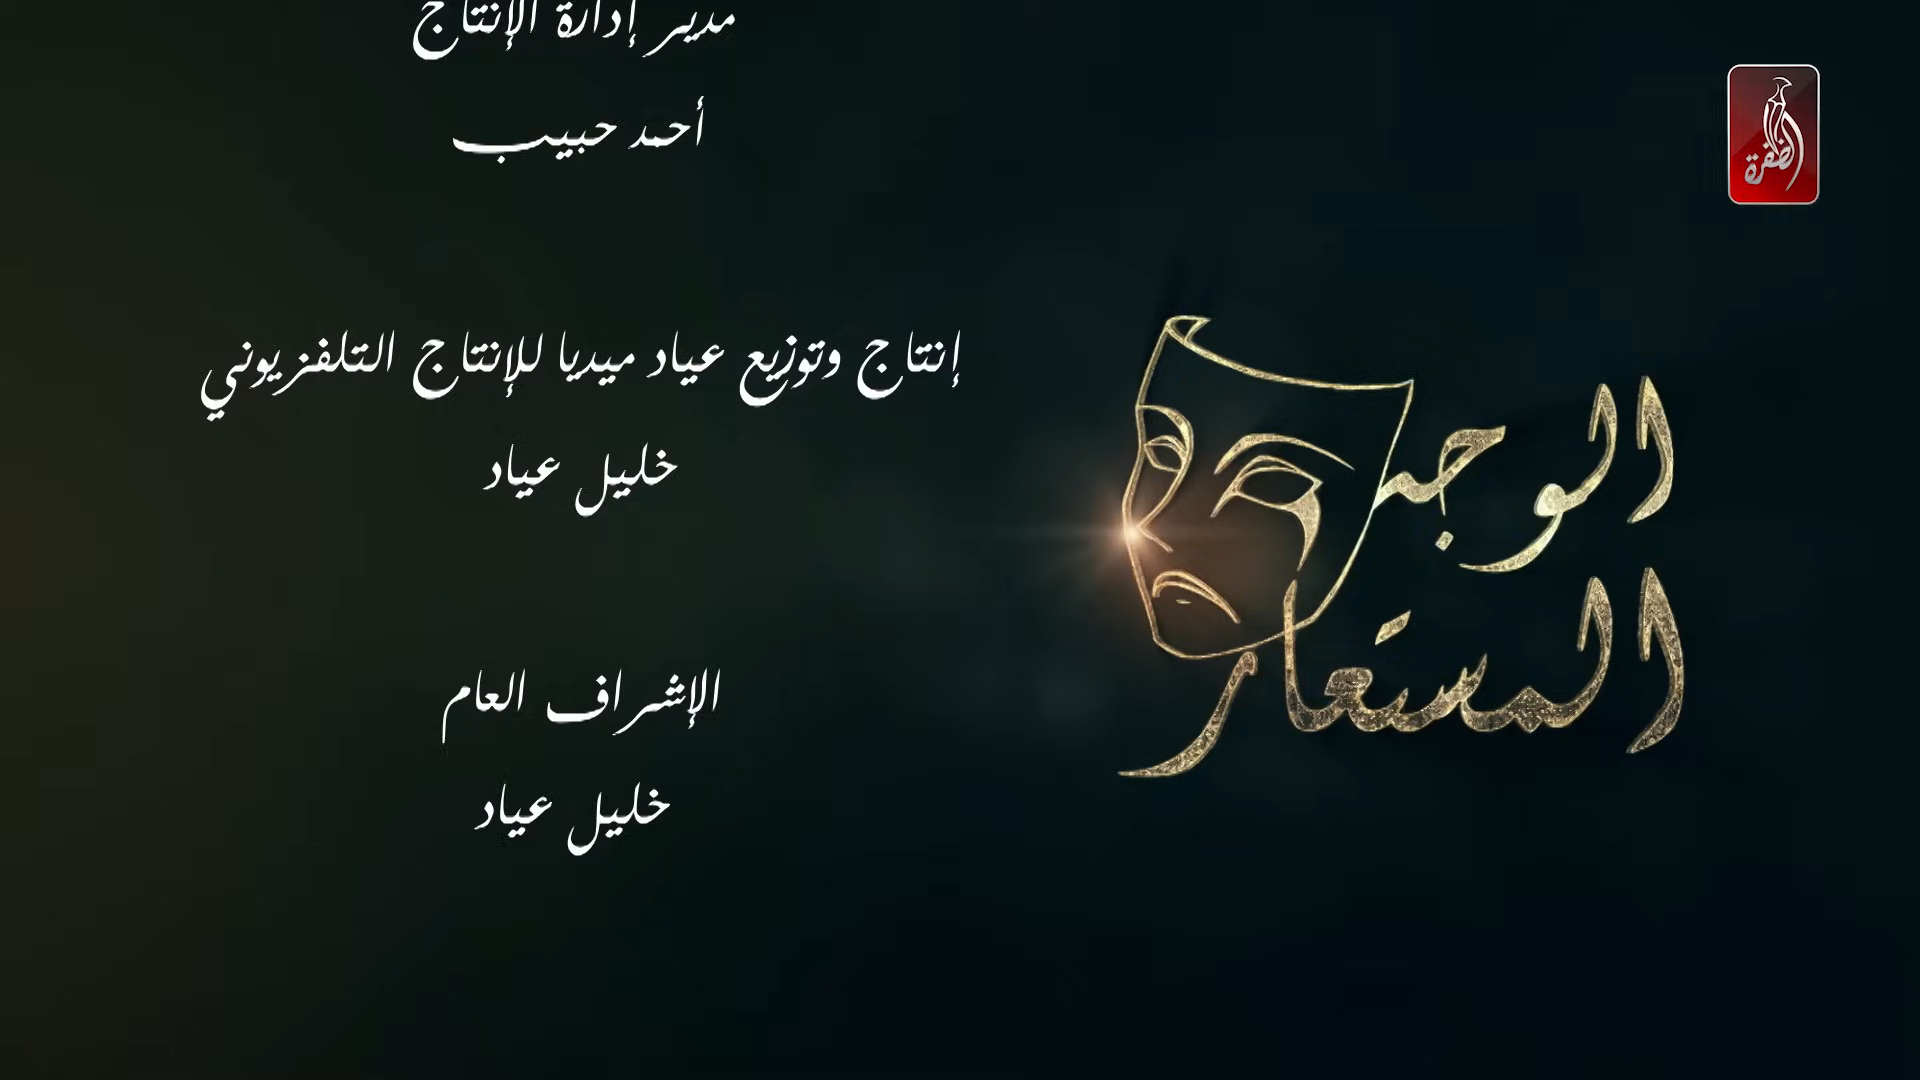 مدير إدارة الإنتاج
أحمد حبيب
إنتاج وتوزيع عياد ميديا للإنتاج التلفزيوني
خليل عياد
الإشراف العام
خليل عياد
الوجه
المستعار
الظفرة